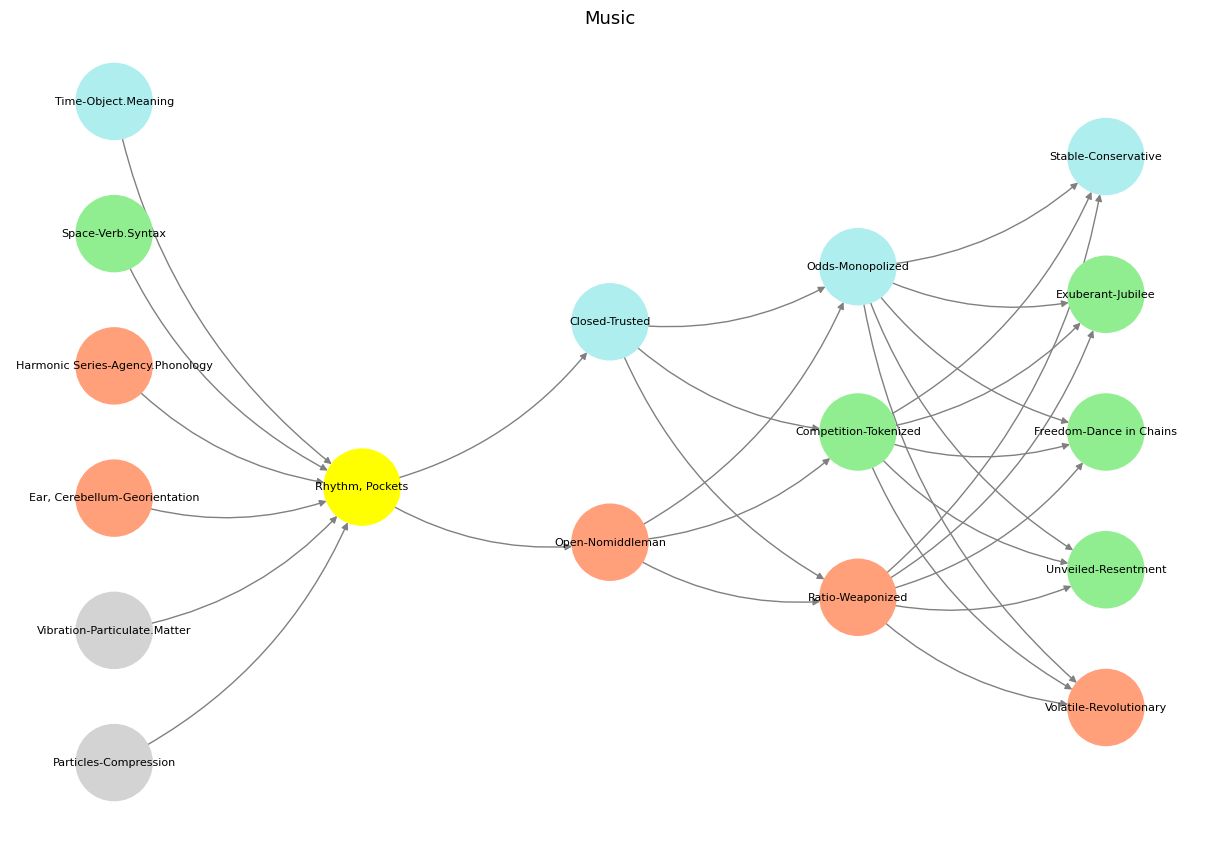 Music
Time-Object.Meaning
Space-Verb.Syntax
Harmonic Series-Agency.Phonology
Ear, Cerebellum-Georientation
Vibration-Particulate.Matter
Particles-Compression
Rhythm, Pockets
Closed-Trusted
Open-Nomiddleman
Odds-Monopolized
Competition-Tokenized
Ratio-Weaponized
Stable-Conservative
Exuberant-Jubilee
Freedom-Dance in Chains
Unveiled-Resentment
Volatile-Revolutionary